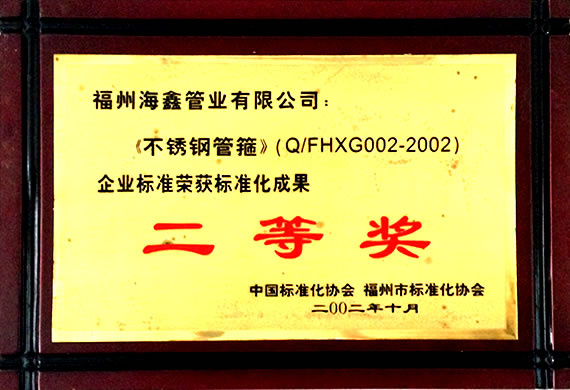 福州海鑫管业有限公司：
《不锈钢管箍》(Q/FHXG002-2002)
企业标准荣获标准化成果
二等奖
中国标准化协会 福州市标准化协会
二00二年十月